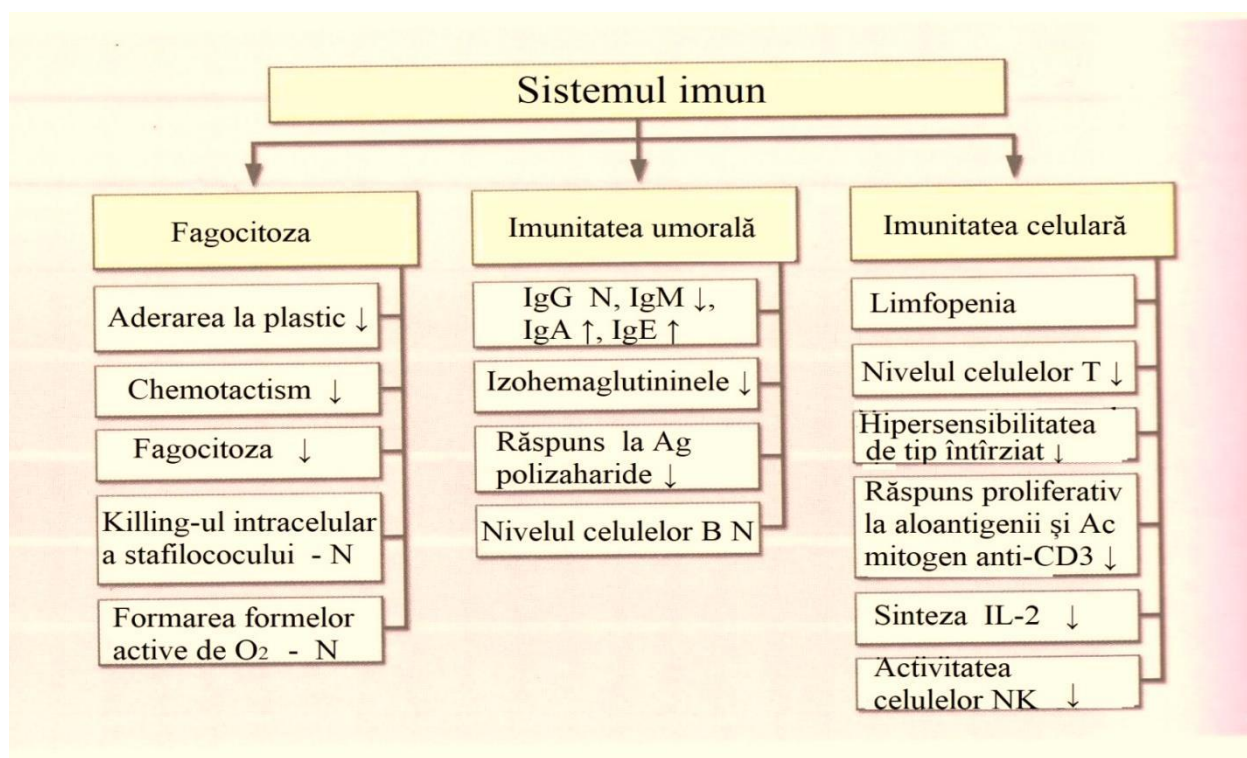 Sistemul imun
Fagocitoza
Aderarea la plastic ↓
Chemotactism ↓
Fagocitoza ↓
Killing-ul intracelular
a stafilococului - N
Formarea formelor
active de O₂ - N
Imunitatea umorală
IgG N, IgM ↓,
IgA ↑, IgE ↑
Izohemaglutininele ↓
Răspuns la Ag
polizaharide ↓
Nivelul celulelor B N
Imunitatea celulară
Limfopenia
Nivelul celulelor T ↓
Hipersensibilitatea
de tip întîrziat ↓
Răspuns proliferativ
la aloantigenii și Ac
mitogen anti-CD3 ↓
Sinteza IL-2 ↓
Activitatea
celulelor NK ↓